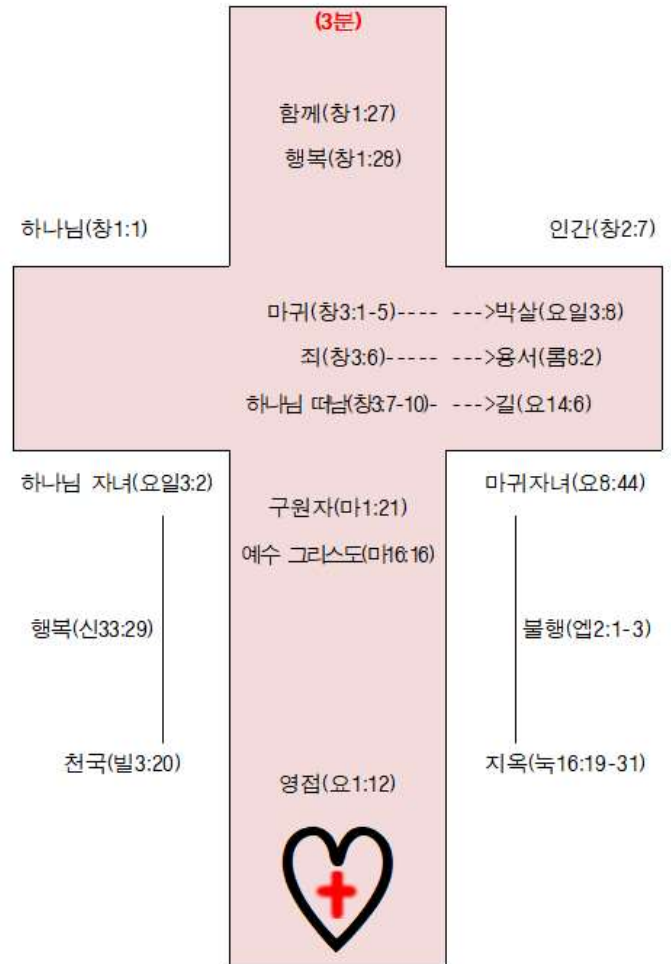 (3분)
함께(창1:27)
행복(창1:28)
하나님(창1:1)
인간(창2:7)
마귀(창3:1-5)---- --->박살(요일3:8)
죄(창3:6)----- --->용서(롬8:2)
하나님 떠남(창3:7-10)- --->길(요14:6)
하나님 자녀(요일3:2)
마귀자녀(요8:44)
구원자(마1:21)
예수 그리스도(마16:16)
행복(신33:29)
불행(엡2:1-3)
천국(빌3:20)
지옥(눅16:19-31)
영접(요1:12)